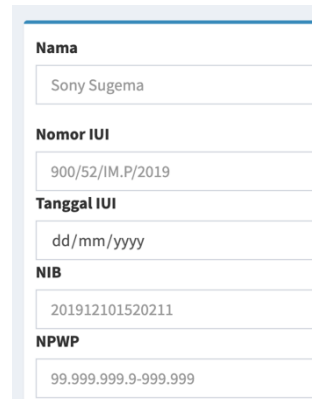 Nama
Sony Sugema
Nomor IUI
900/52/IM.P/2019
Tanggal IUI
dd/mm/yyyy
NIB
201912101520211
NPWP
99.999.999.9-999.999